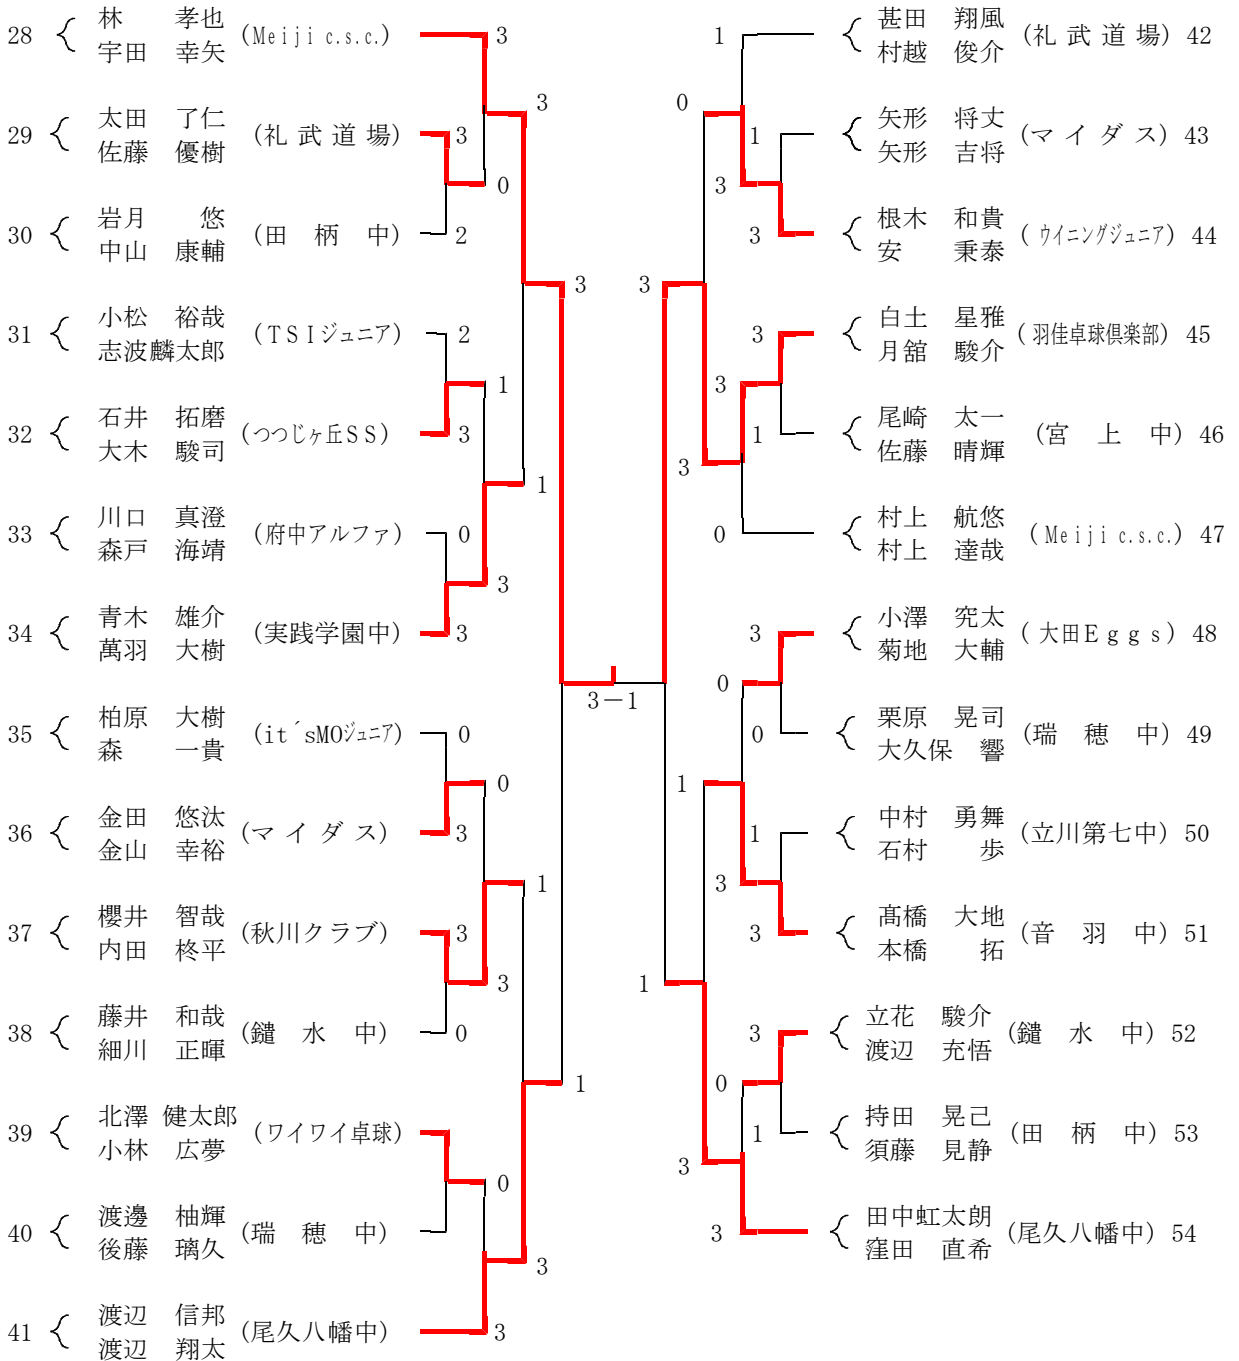 28 林 孝也 (Meiji c.s.c.) 3
宇田 幸矢
3
29 太田 了仁 (礼武道場) 3
佐藤 優樹
0
30 岩月 悠 (田柄中) 2
中山 康輔
3
31 小松 裕哉 (TSIジュニア) 2
志波麟太郎
1
32 石井 拓磨 (つつじヶ丘SS) 3
大木 駿司
1
33 川口 真澄 (府中アルファ) 0
森戸 海靖
3
34 青木 雄介 (実践学園中) 3
萬羽 大樹
3－1
35 柏原 大樹 (it´sMOジュニア) 0
森 一貴
0
36 金田 悠汰 (マイダス) 3
金山 幸裕
1
37 櫻井 智哉 (秋川クラブ) 3
内田 柊平
3
38 藤井 和哉 (鑓水中) 0
細川 正暉
1
39 北澤 健太郎 (ワイワイ卓球)
小林 広夢
0
40 渡邊 柚輝 (瑞穂中)
後藤 璃久
3
41 渡辺 信邦 (尾久八幡中) 3
渡辺 翔太
1 甚田 翔風 (礼武道場) 42
村越 俊介
0
1 矢形 将丈 (マイダス) 43
矢形 吉将
3
3 根木 和貴 (ウイニングジュニア) 44
安 秉泰
3
3 白土 星雅 (羽佳卓球倶楽部) 45
月舘 駿介
3
1 尾崎 太一 (宮上中) 46
佐藤 晴輝
3
0 村上 航悠 (Meiji c.s.c.) 47
村上 達哉
3 小澤 究太 (大田Eggs) 48
菊地 大輔
0
0 栗原 晃司 (瑞穂中) 49
大久保 響
1
1 中村 勇舞 (立川第七中) 50
石村 歩
3
3 髙橋 大地 (音羽中) 51
本橋 拓
1
3 立花 駿介 (鑓水中) 52
渡辺 充悟
0
1 持田 晃己 (田柄中) 53
須藤 見静
3
3 田中虹太朗 (尾久八幡中) 54
窪田 直希